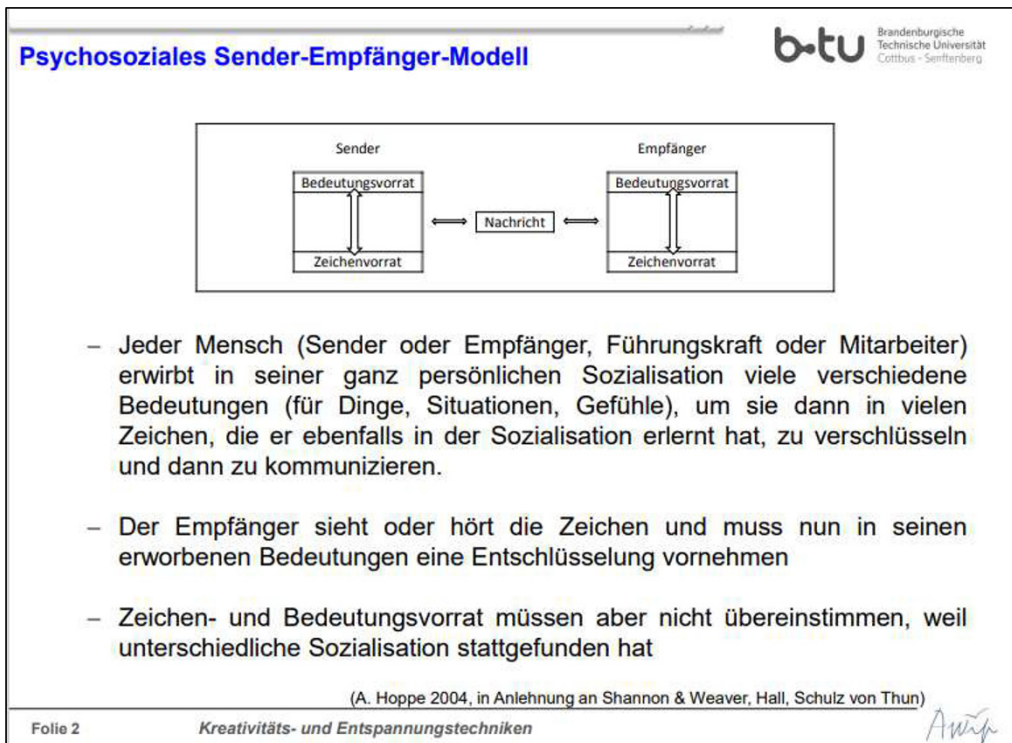 Psychosoziales Sender-Empfänger-Modell
b-tu
Brandenburgische
Technische Universität
Cottbus - Senftenberg
Sender
Empfänger
Bedeutungsvorrat
Bedeutungsvorrat
Nachricht
Zeichenvorrat
Zeichenvorrat
– Jeder Mensch (Sender oder Empfänger, Führungskraft oder Mitarbeiter)
erwirbt in seiner ganz persönlichen Sozialisation viele verschiedene
Bedeutungen (für Dinge, Situationen, Gefühle), um sie dann in vielen
Zeichen, die er ebenfalls in der Sozialisation erlernt hat, zu verschlüsseln
und dann zu kommunizieren.
– Der Empfänger sieht oder hört die Zeichen und muss nun in seinen
erworbenen Bedeutungen eine Entschlüsselung vornehmen
– Zeichen- und Bedeutungsvorrat müssen aber nicht übereinstimmen, weil
unterschiedliche Sozialisation stattgefunden hat
(A. Hoppe 2004, in Anlehnung an Shannon & Weaver, Hall, Schulz von Thun)
Folie 2
Kreativitäts- und Entspannungstechniken